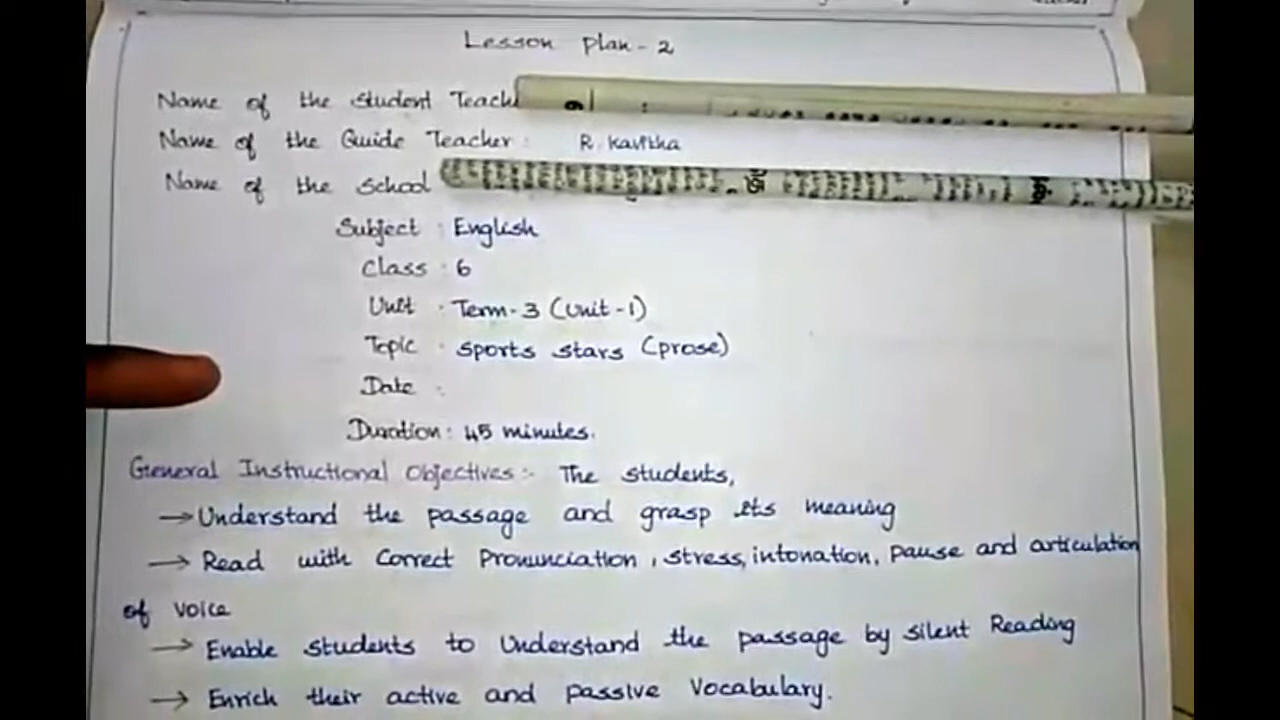 Lesson plan - 2
Name of the Student Teach
Name of the Guide Teacher : R. Kavitha
Name of the School
Subject : English
Class : 6
Unit : Term - 3 (Unit - 1)
Topic : Sports stars (prose)
Date :
Duration : 45 minutes.
General Instructional Objectives :- The students,
→ Understand the passage and grasp its meaning
→ Read with Correct Pronunciation, stress, intonation, pause and articulation
of voice
→ Enable students to Understand the passage by silent Reading
→ Enrich their active and passive Vocabulary.